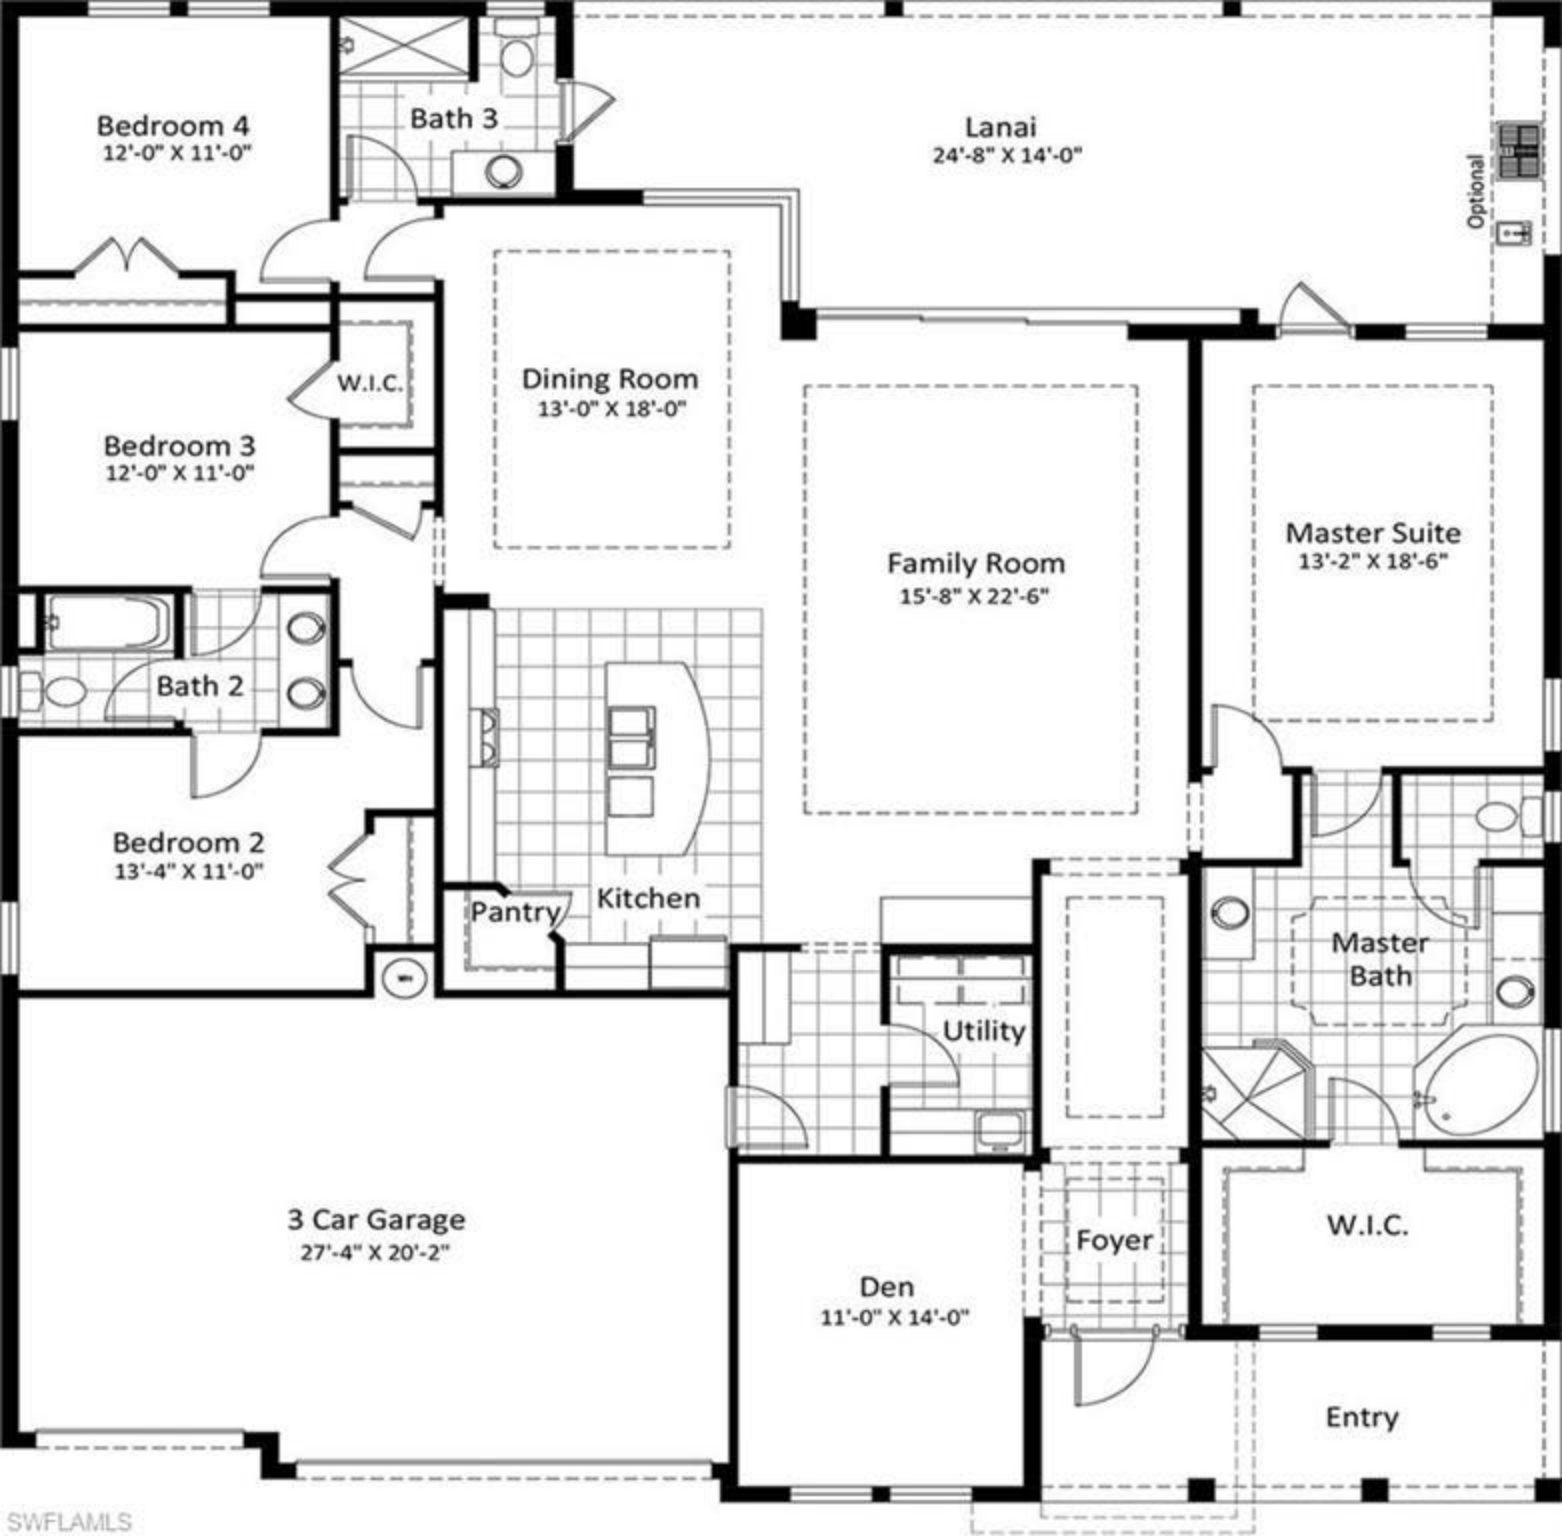 Bedroom 4
12'-0" X 11'-0"
Bath 3
Lanai
24'-8" X 14'-0"
Optional
Dining Room
13'-0" X 18'-0"
W.I.C.
Bedroom 3
12'-0" X 11'-0"
Family Room
15'-8" X 22'-6"
Master Suite
13'-2" X 18'-6"
Bath 2
Bedroom 2
13'-4" X 11'-0"
Kitchen
Pantry
Master
Bath
WH
Utility
3 Car Garage
27'-4" X 20'-2"
Foyer
W.I.C.
Den
11'-0" X 14'-0"
Entry
SWFLAMLS